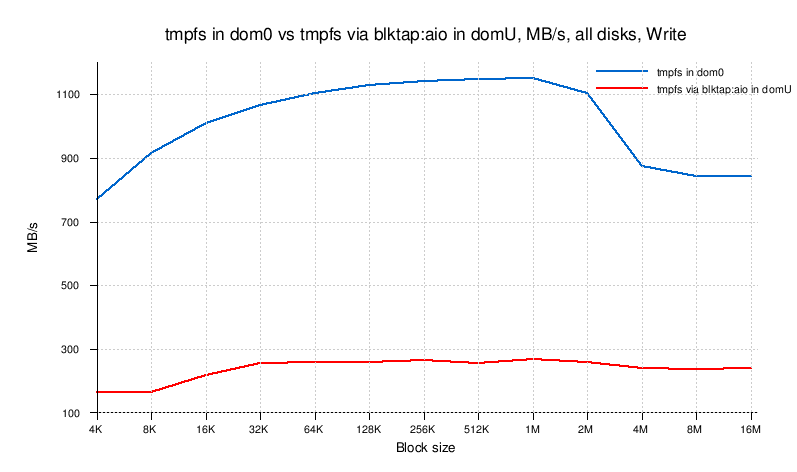 tmpfs in dom0 vs tmpfs via blktap:aio in domU, MB/s, all disks, Write
tmpfs in dom0
tmpfs via blktap:aio in domU
1100
900
700
500
300
100
MB/s
4K 8K 16K 32K 64K 128K 256K 512K 1M 2M 4M 8M 16M
Block size